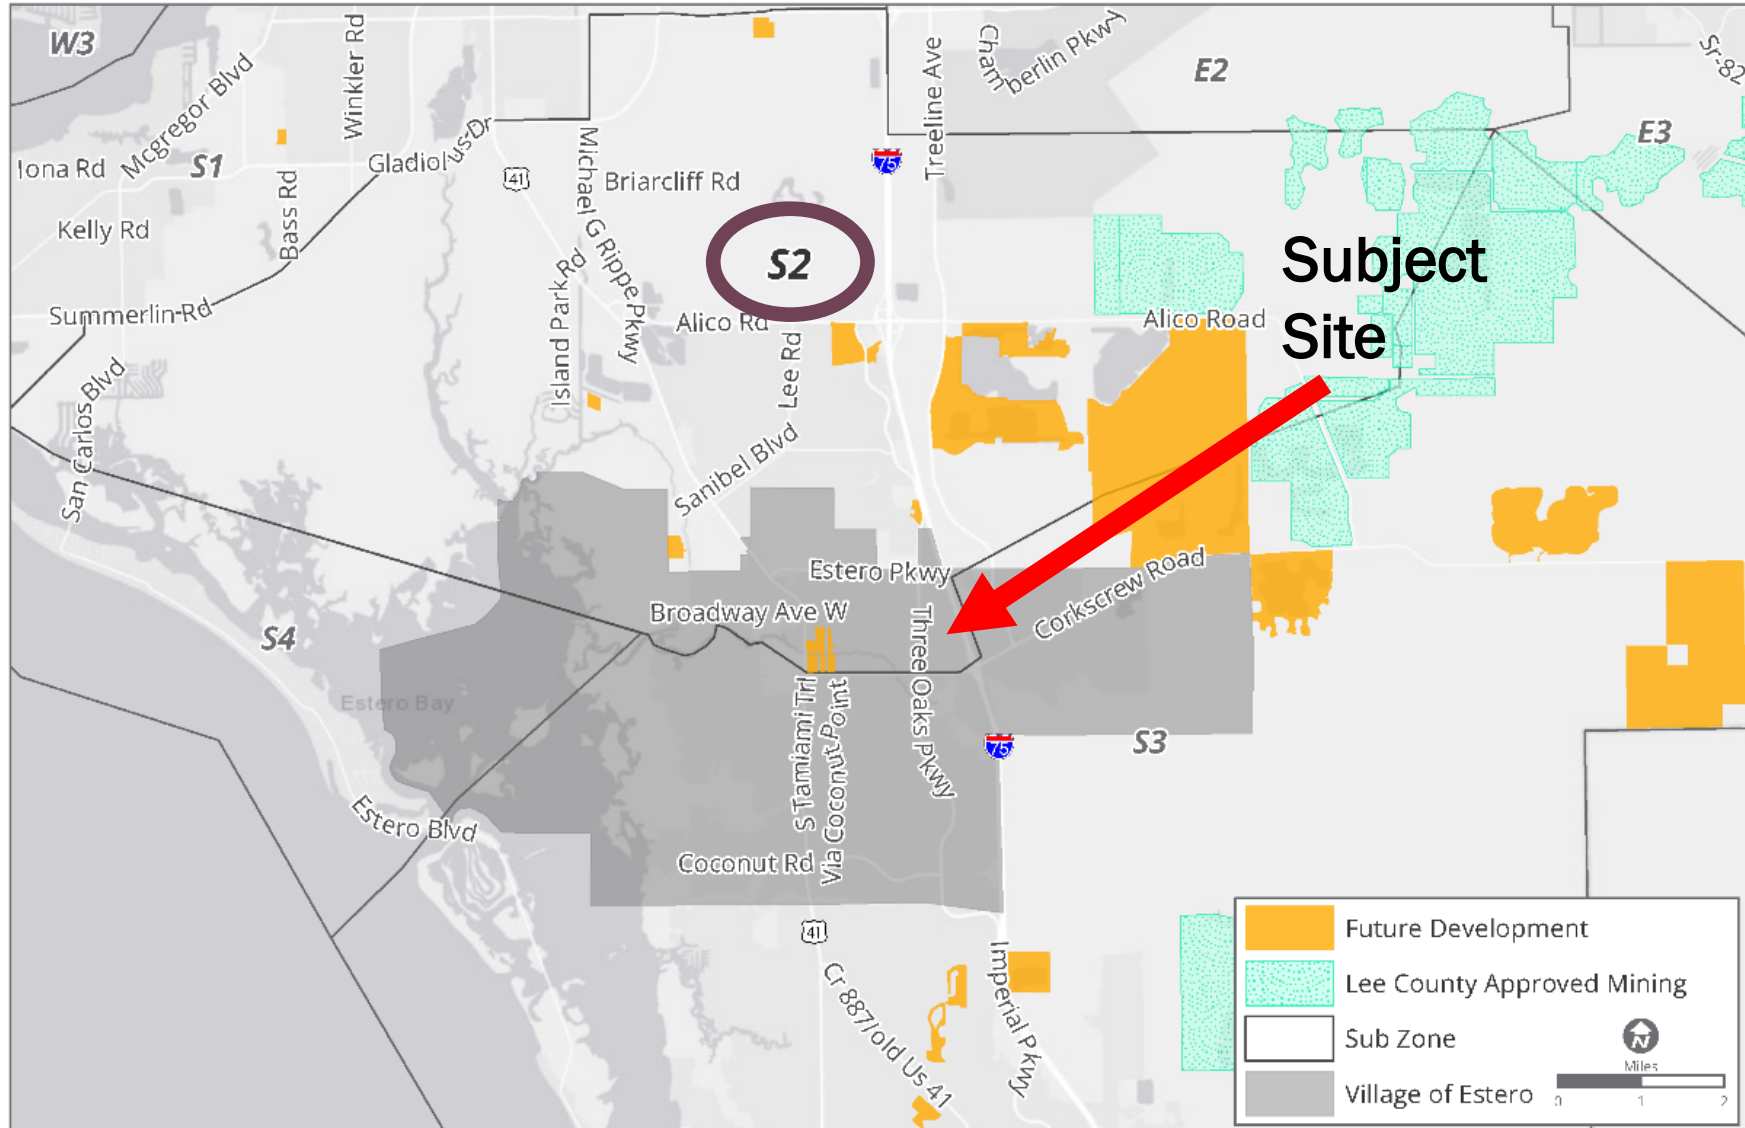 W3
Mcgregor Blvd
Winkler Rd
Iona Rd
S1
Gladiolus Dr
41
Kelly Rd
Bass Rd
Summerlin Rd
San Carlos Blvd
Michael G Rippe Pkwy
Briarcliff Rd
Island Park Rd
S2
75
Treeline Ave
Chamberlin Pkwy
E2
Sr-82
E3
Alico Rd
Lee Rd
Alico Road
Subject
Site
Sanibel Blvd
Estero Pkwy
Corkscrew Road
Broadway Ave W
Three Oaks Pkwy
S4
Estero Bay
S Tamiami Trl
Via Coconut Point
75
S3
Estero Blvd
Coconut Rd
41
Cr 887/old Us 41
Imperial Pkwy
Future Development
Lee County Approved Mining
Sub Zone
Village of Estero
N
Miles
0 1 2